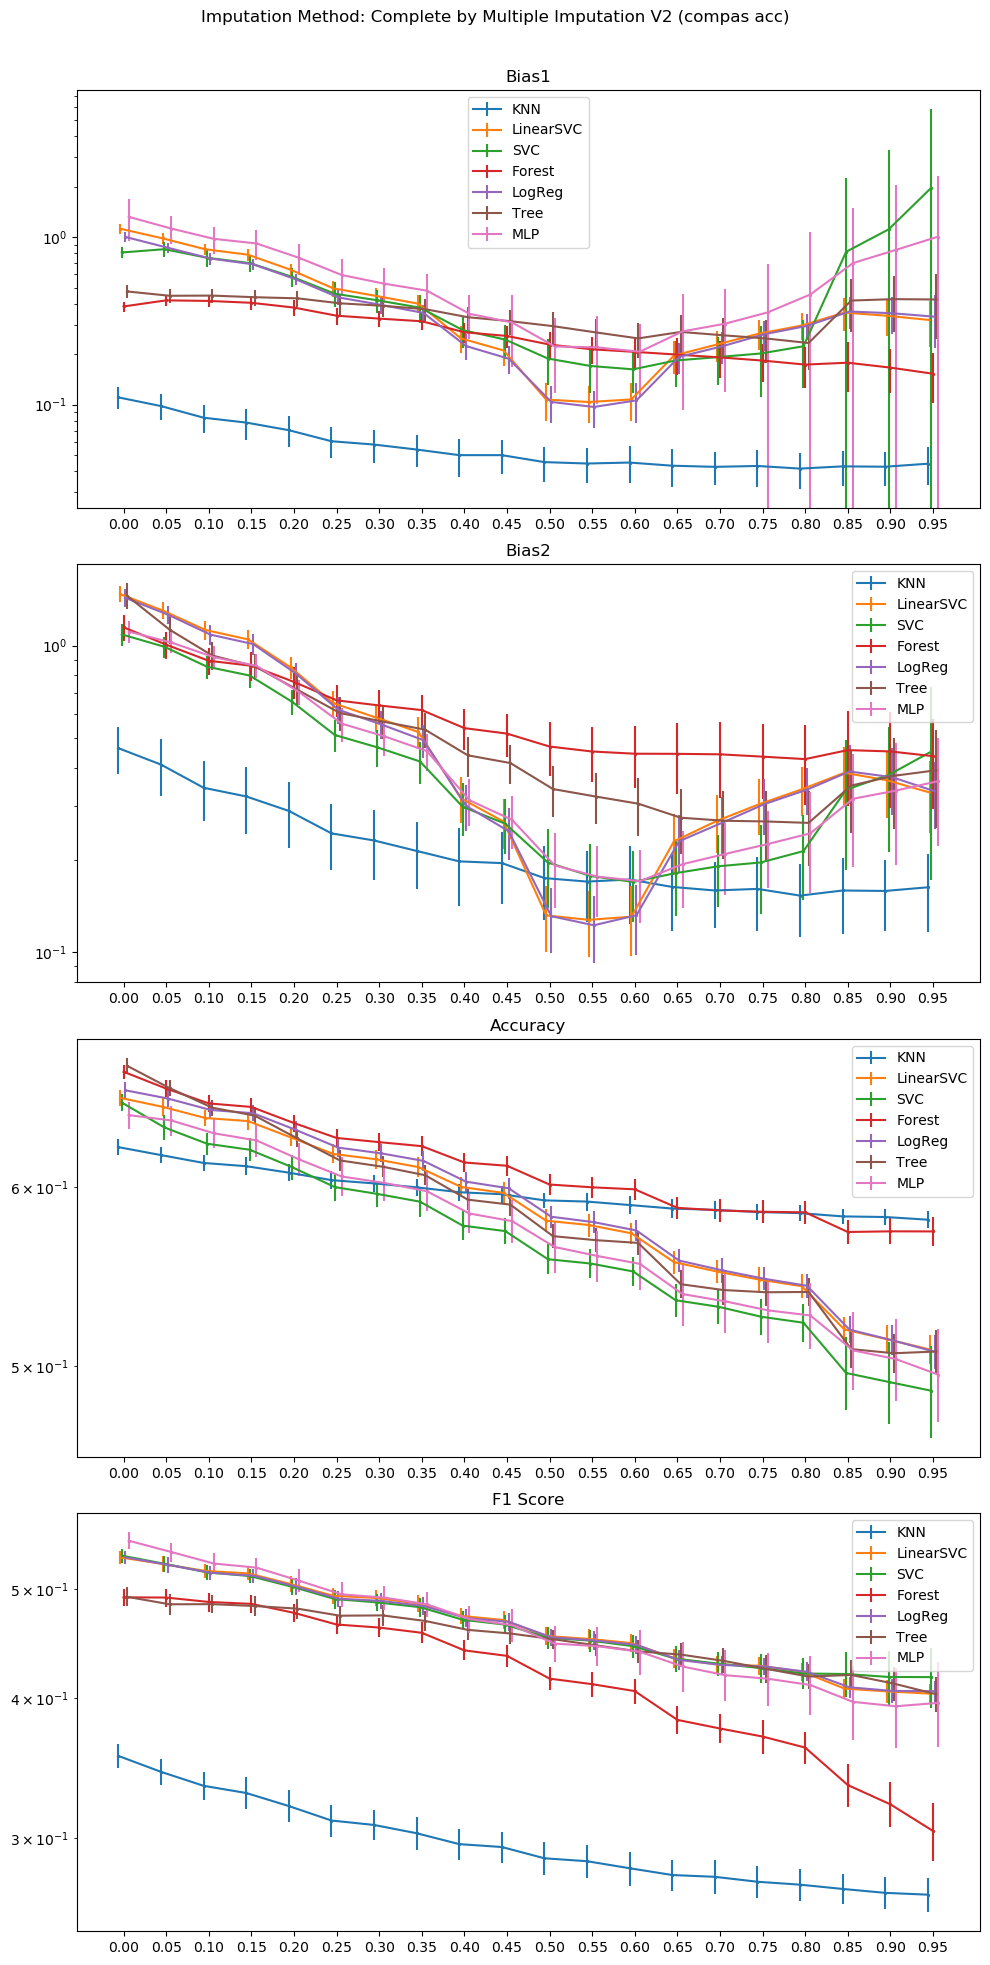 Imputation Method: Complete by Multiple Imputation V2 (compas acc)
Bias1
KNN
LinearSVC
SVC
Forest
LogReg
Tree
MLP
10⁰
10⁻¹
0.00 0.05 0.10 0.15 0.20 0.25 0.30 0.35 0.40 0.45 0.50 0.55 0.60 0.65 0.70 0.75 0.80 0.85 0.90 0.95
Bias2
KNN
LinearSVC
SVC
Forest
LogReg
Tree
MLP
10⁰
10⁻¹
0.00 0.05 0.10 0.15 0.20 0.25 0.30 0.35 0.40 0.45 0.50 0.55 0.60 0.65 0.70 0.75 0.80 0.85 0.90 0.95
Accuracy
KNN
LinearSVC
SVC
Forest
LogReg
Tree
MLP
6 × 10⁻¹
5 × 10⁻¹
0.00 0.05 0.10 0.15 0.20 0.25 0.30 0.35 0.40 0.45 0.50 0.55 0.60 0.65 0.70 0.75 0.80 0.85 0.90 0.95
F1 Score
KNN
LinearSVC
SVC
Forest
LogReg
Tree
MLP
5 × 10⁻¹
4 × 10⁻¹
3 × 10⁻¹
0.00 0.05 0.10 0.15 0.20 0.25 0.30 0.35 0.40 0.45 0.50 0.55 0.60 0.65 0.70 0.75 0.80 0.85 0.90 0.95